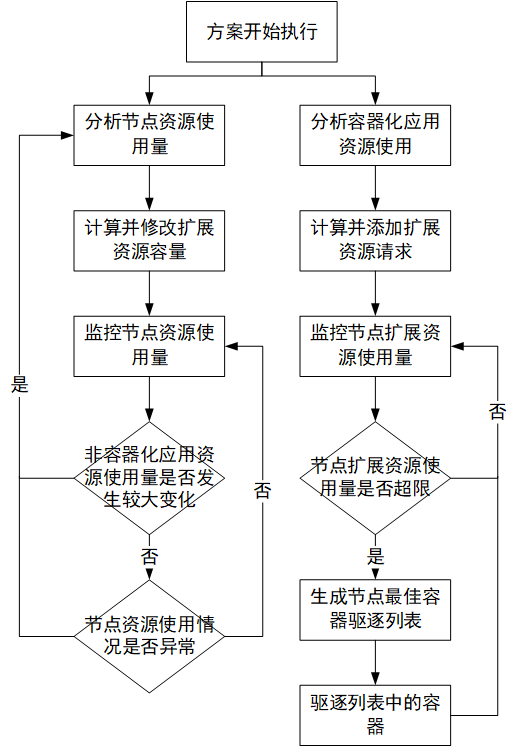 方案开始执行
分析节点资源使
用量
计算并修改扩展
资源容量
监控节点资源使
用量
是
非容器化应用资
源使用量是否发
生较大变化
否
否
节点资源使用情
况是否异常
分析容器化应用
资源使用
计算并添加扩展
资源请求
监控节点扩展资
源使用量
否
节点扩展资源使
用量是否超限
是
生成节点最佳容
器驱逐列表
驱逐列表中的容
器